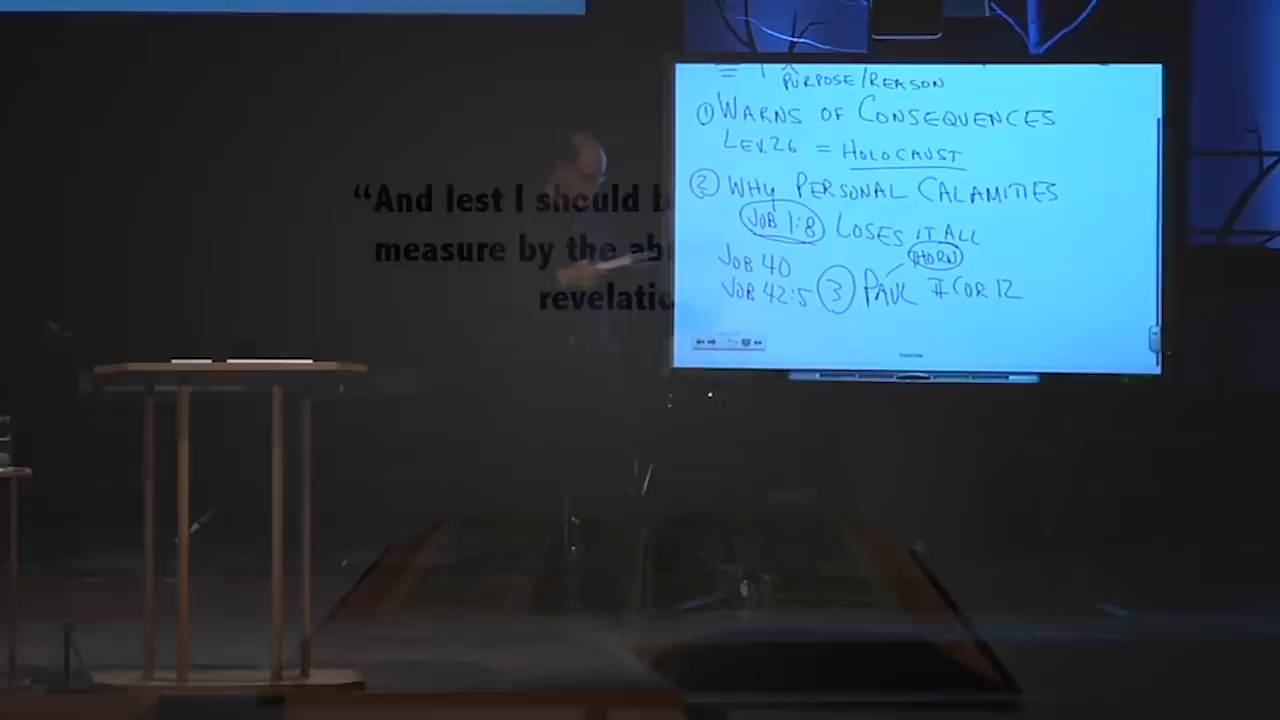 PURPOSE/REASON
① WARNS OF CONSEQUENCES
LEV.26 = HOLOCAUST
② WHY PERSONAL CALAMITIES
JOB 1:8 LOSES IT ALL
THORN
JOB 40
JOB 42:5 ③ PAUL II COR 12
“And lest I should b
measure by the ab
revelatio